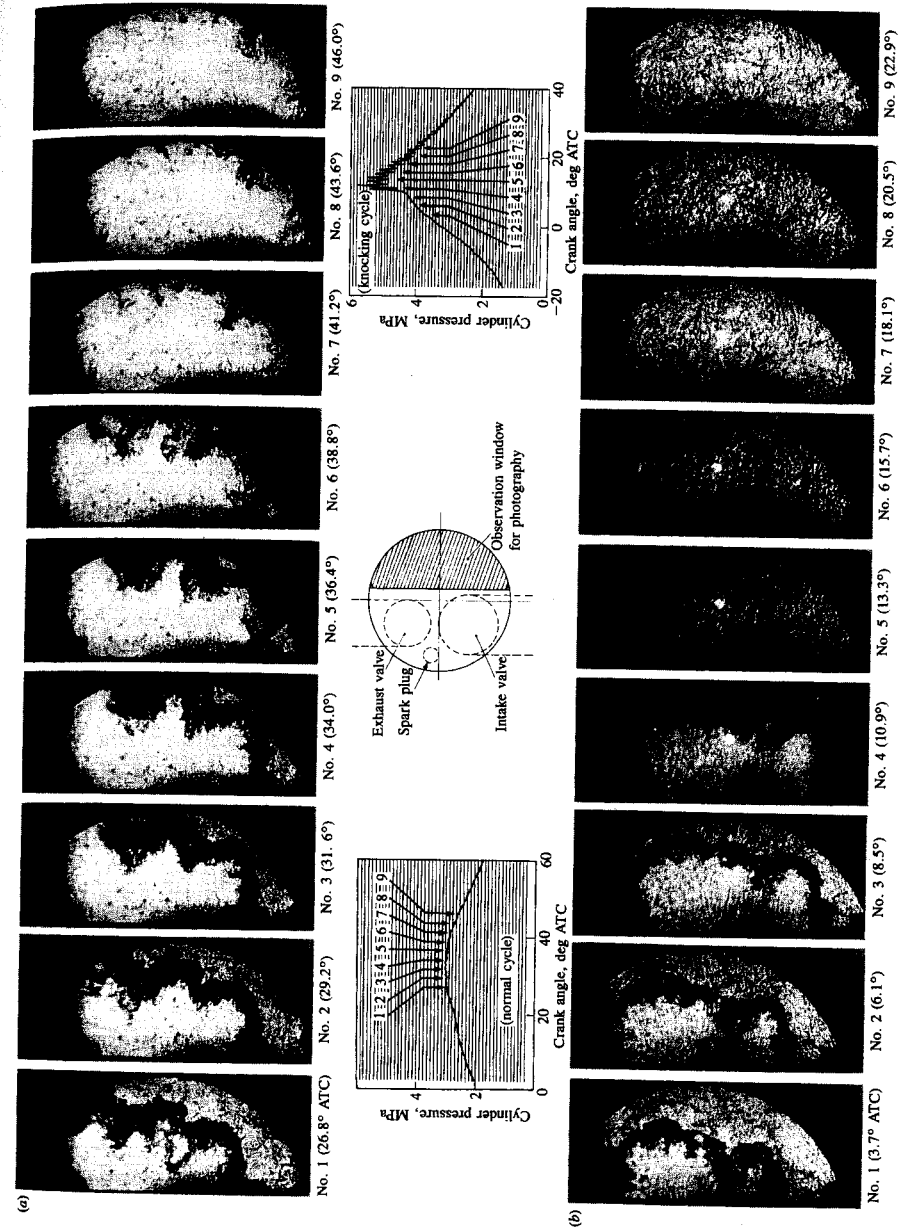 (a)
No. 1 (26.8° ATC)
No. 2 (29.2°)
No. 3 (31. 6°)
No. 4 (34.0°)
No. 5 (36.4°)
No. 6 (38.8°)
No. 7 (41.2°)
No. 8 (43.6°)
No. 9 (46.0°)
Cylinder pressure, MPa
4
2
0
1 2 3 4 5 6 7 8 9
(normal cycle)
0
20
40
60
Crank angle, deg ATC
Exhaust valve
Spark plug
Intake valve
Observation window
for photography
Cylinder pressure, MPa
6
4
2
0
(knocking cycle)
1 2 3 4 5 6 7 8 9
−20
0
20
40
Crank angle, deg ATC
(b)
No. 1 (3.7° ATC)
No. 2 (6.1°)
No. 3 (8.5°)
No. 4 (10.9°)
No. 5 (13.3°)
No. 6 (15.7°)
No. 7 (18.1°)
No. 8 (20.5°)
No. 9 (22.9°)